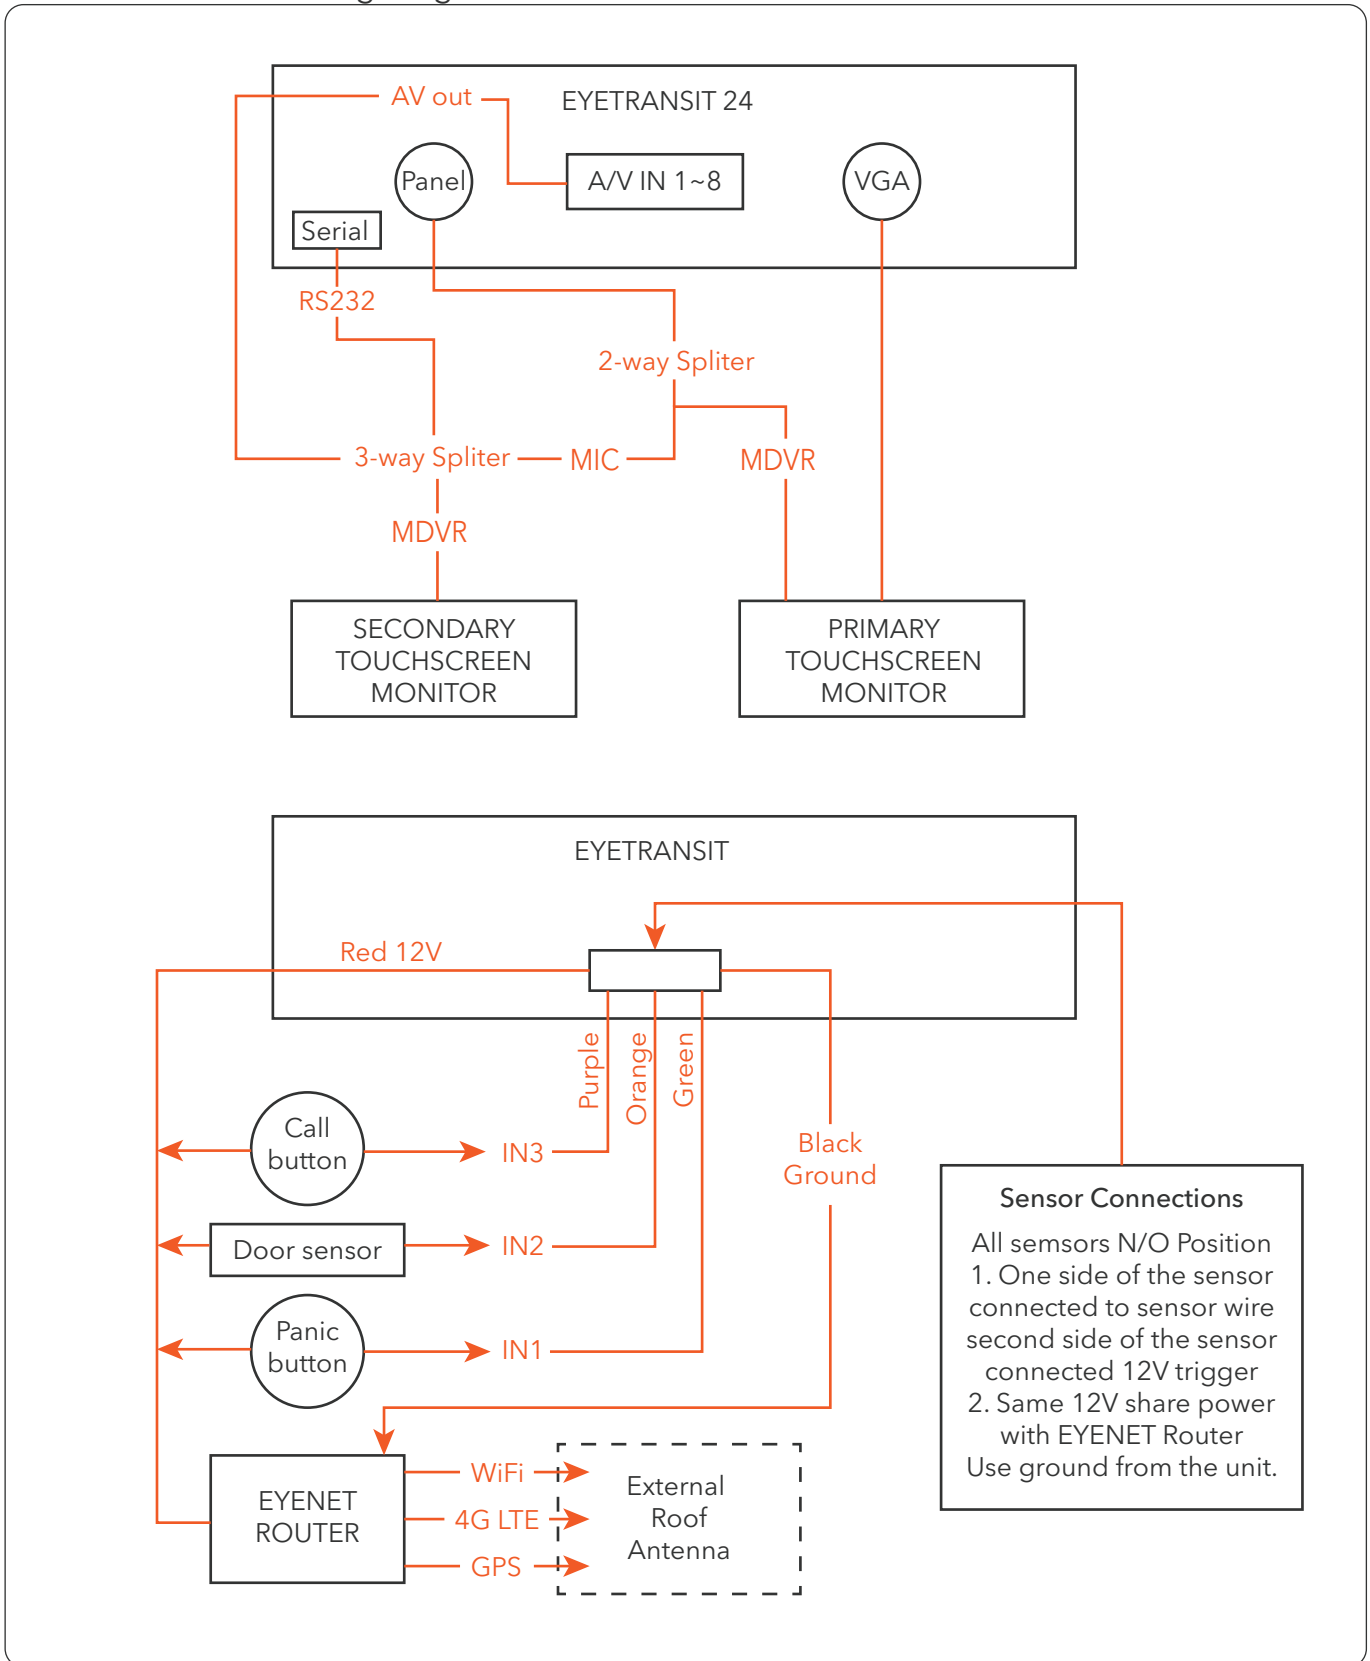 AV out
EYETRANSIT 24
Panel
A/V IN 1~8
VGA
Serial
RS232
2-way Spliter
3-way Spliter
MIC
MDVR
MDVR
SECONDARY
TOUCHSCREEN
MONITOR
PRIMARY
TOUCHSCREEN
MONITOR
EYETRANSIT
Red 12V
Purple
Orange
Green
Call
button
IN3
Black
Ground
Door sensor
IN2
Panic
button
IN1
Sensor Connections
All semsors N/O Position
1. One side of the sensor
connected to sensor wire
second side of the sensor
connected 12V trigger
2. Same 12V share power
with EYENET Router
Use ground from the unit.
EYENET
ROUTER
WiFi
4G LTE
GPS
External
Roof
Antenna